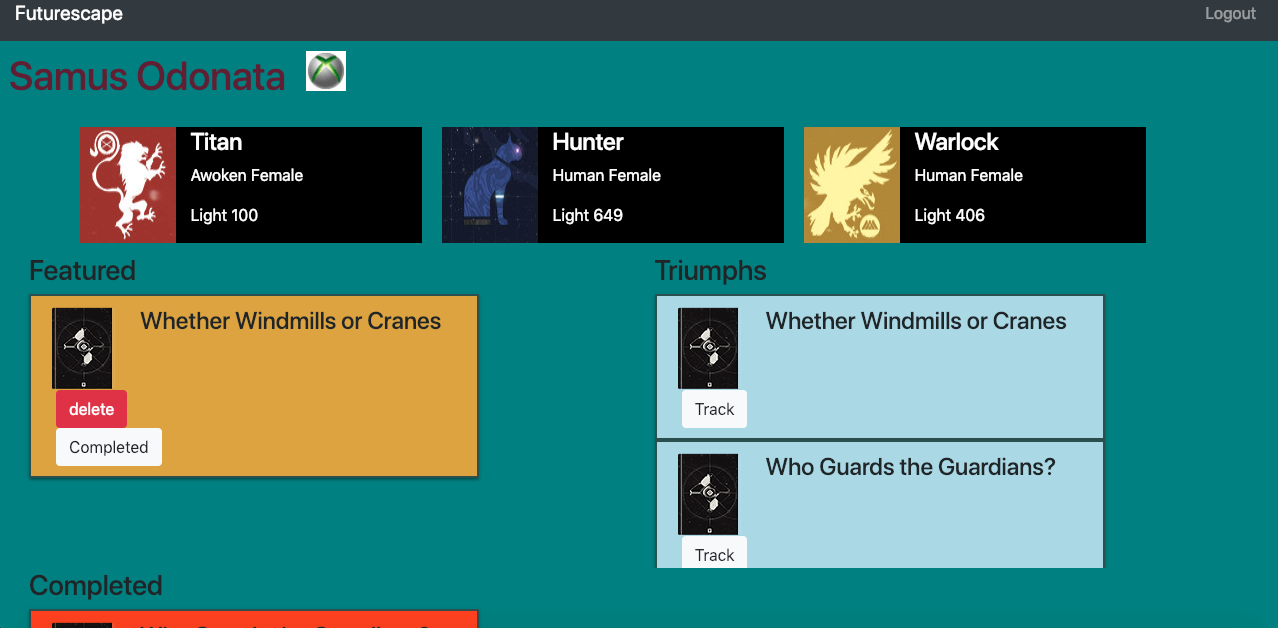 Futurescape
Logout
Samus Odonata
Titan
Awoken Female
Light 100
Hunter
Human Female
Light 649
Warlock
Human Female
Light 406
Featured
Whether Windmills or Cranes
delete
Completed
Triumphs
Whether Windmills or Cranes
Track
Who Guards the Guardians?
Track
Completed